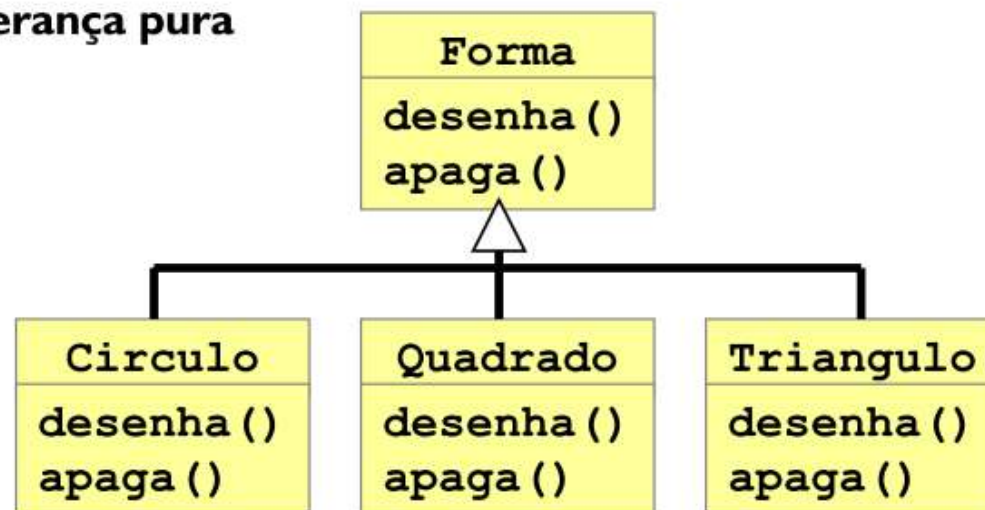 erança pura
Forma
desenha()
apaga()
Circulo
desenha()
apaga()
Quadrado
desenha()
apaga()
Triangulo
desenha()
apaga()